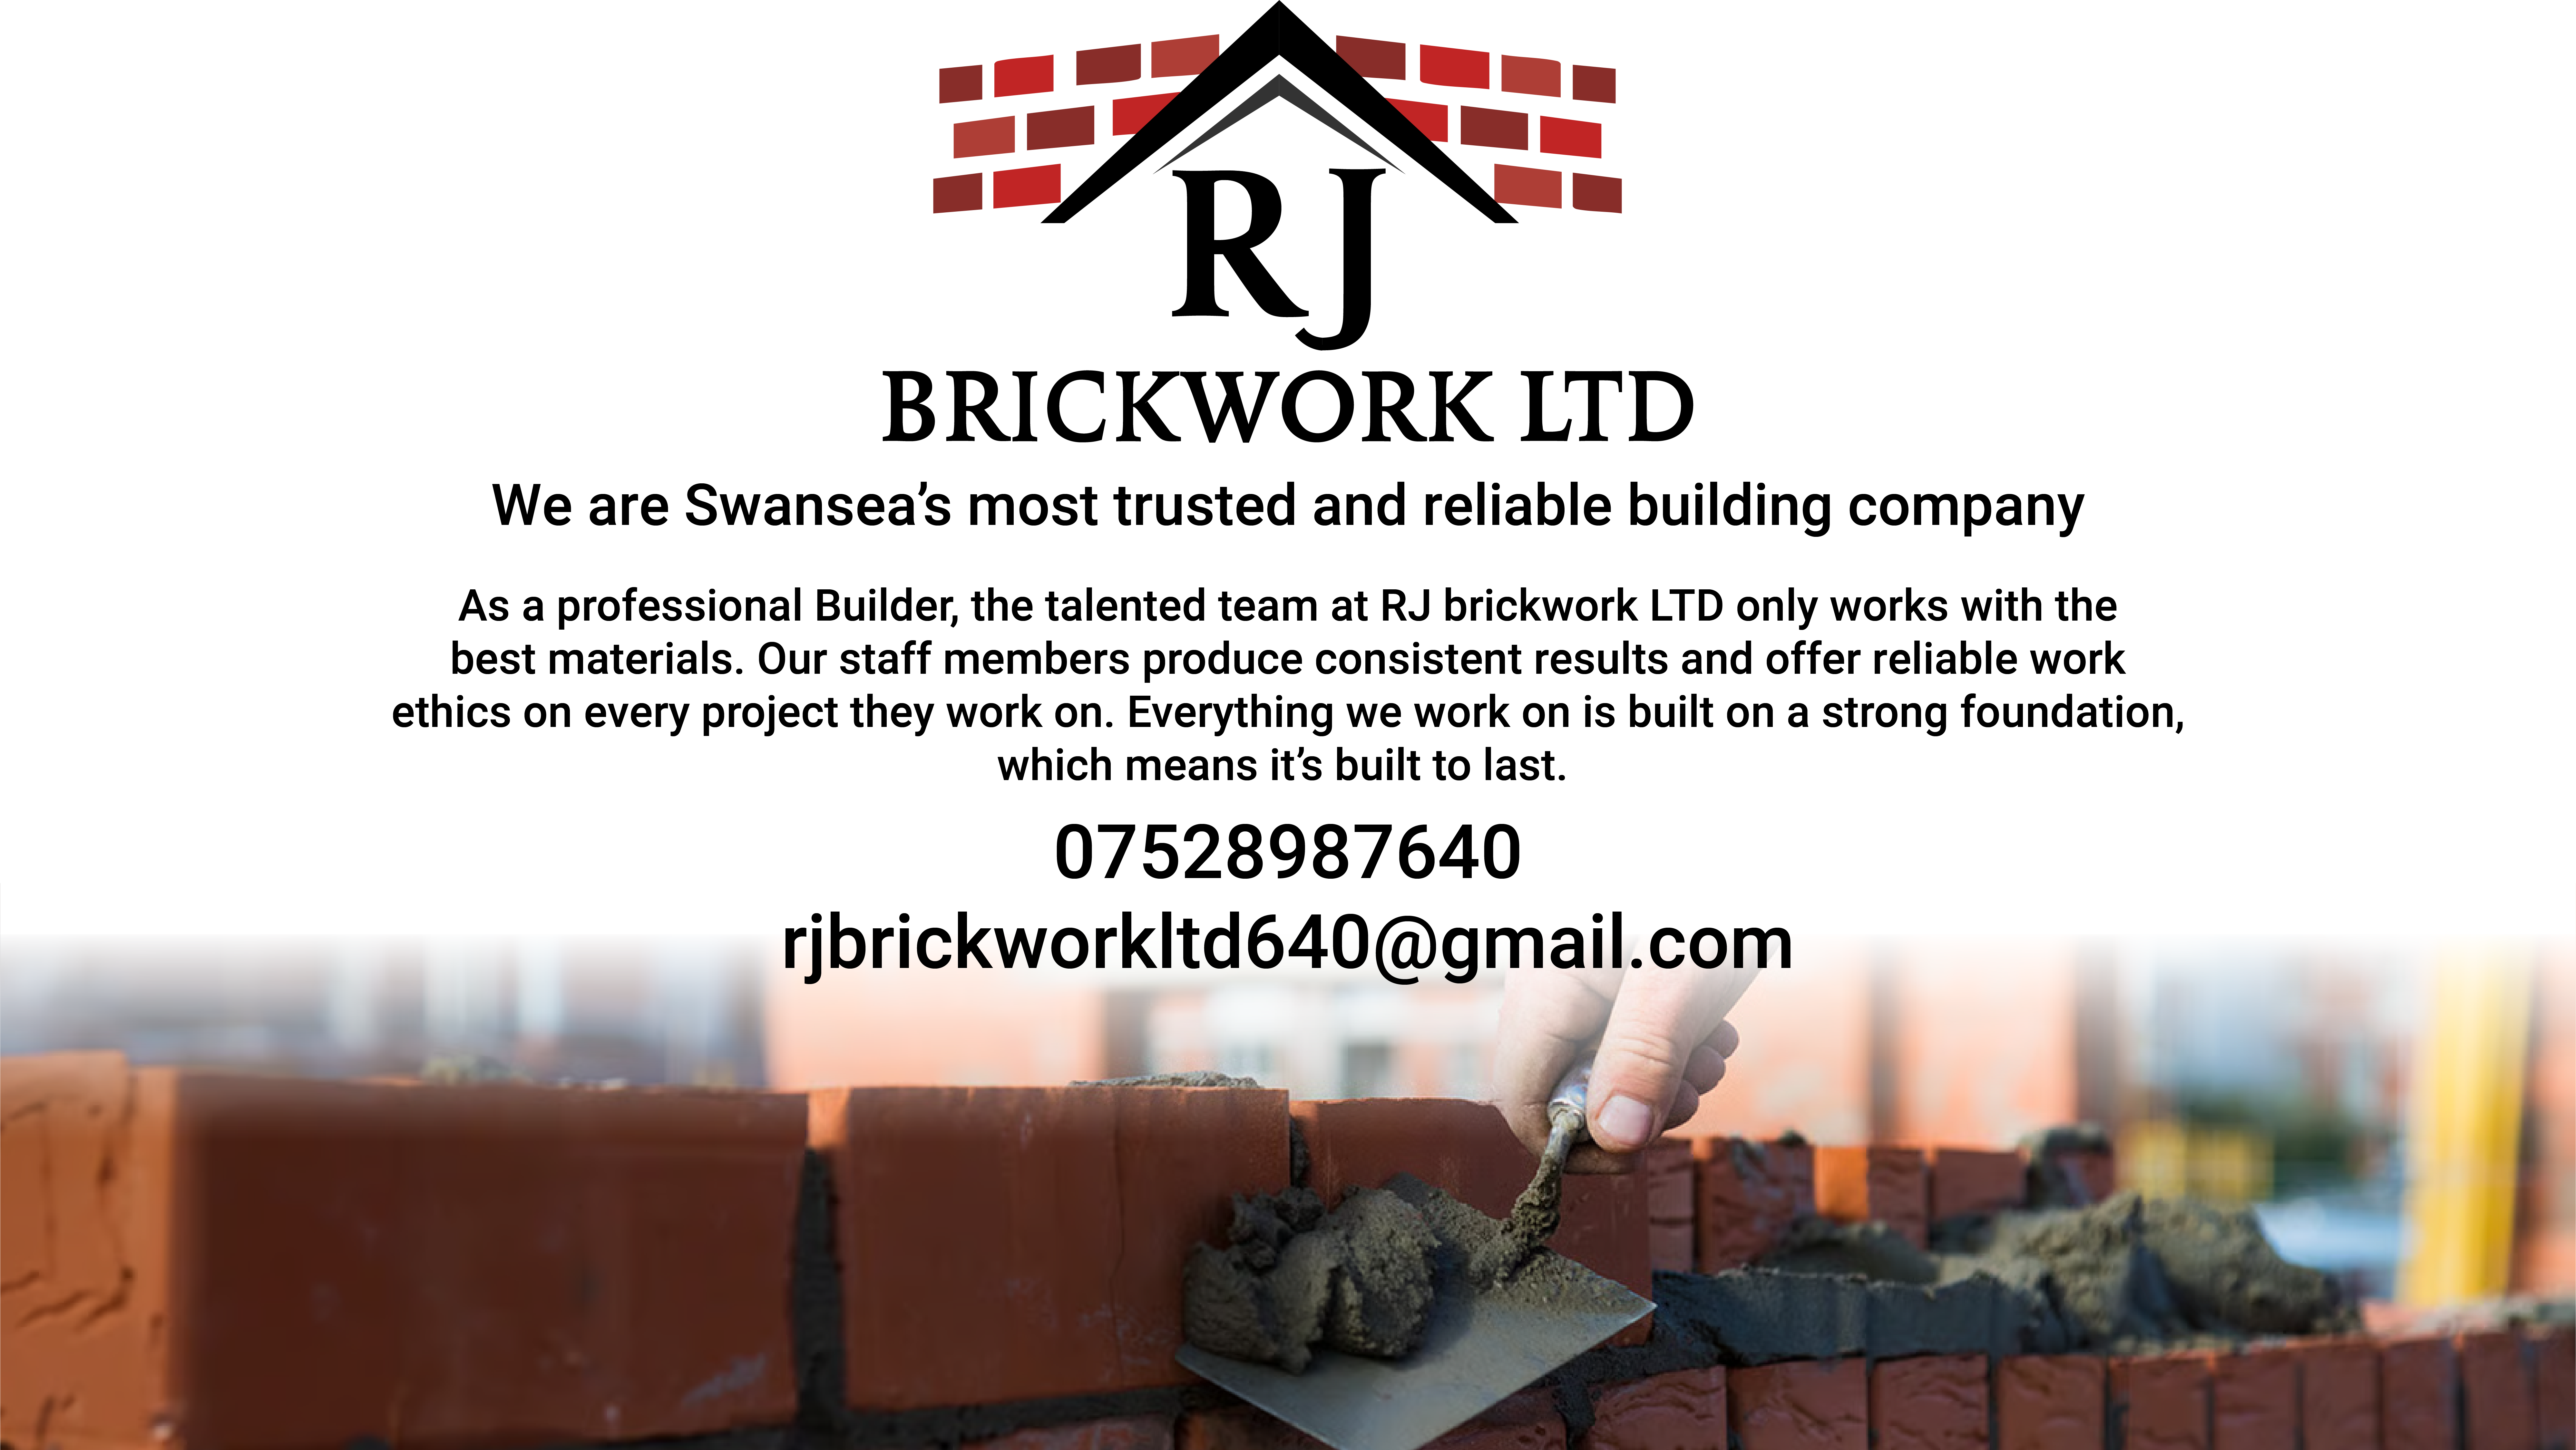 RJ
BRICKWORK LTD
We are Swansea’s most trusted and reliable building company
As a professional Builder, the talented team at RJ brickwork LTD only works with the
best materials. Our staff members produce consistent results and offer reliable work
ethics on every project they work on. Everything we work on is built on a strong foundation,
which means it’s built to last.
07528987640
rjbrickworkltd640@gmail.com